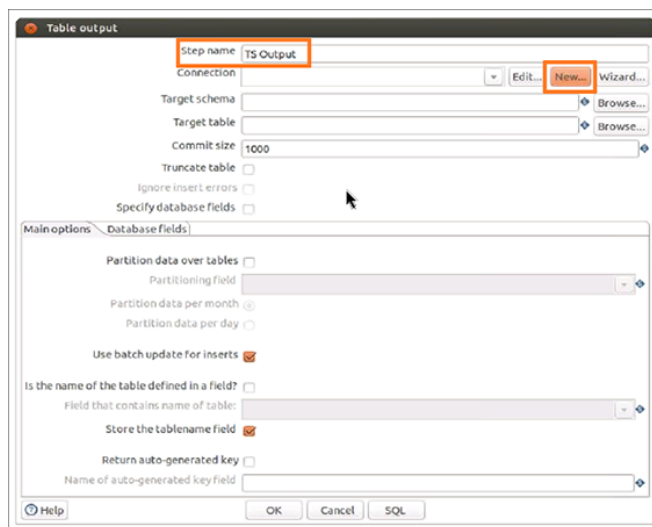 Table output
Step name TS Output
Connection Edit... New... Wizard...
Target schema Browse...
Target table Browse...
Commit size 1000
Truncate table
Ignore insert errors
Specify database fields
Main options Database fields
Partition data over tables
Partitioning field
Partition data per month
Partition data per day
Use batch update for inserts
Is the name of the table defined in a field?
Field that contains name of table:
Store the tablename field
Return auto-generated key
Name of auto-generated key field
Help OK Cancel SQL